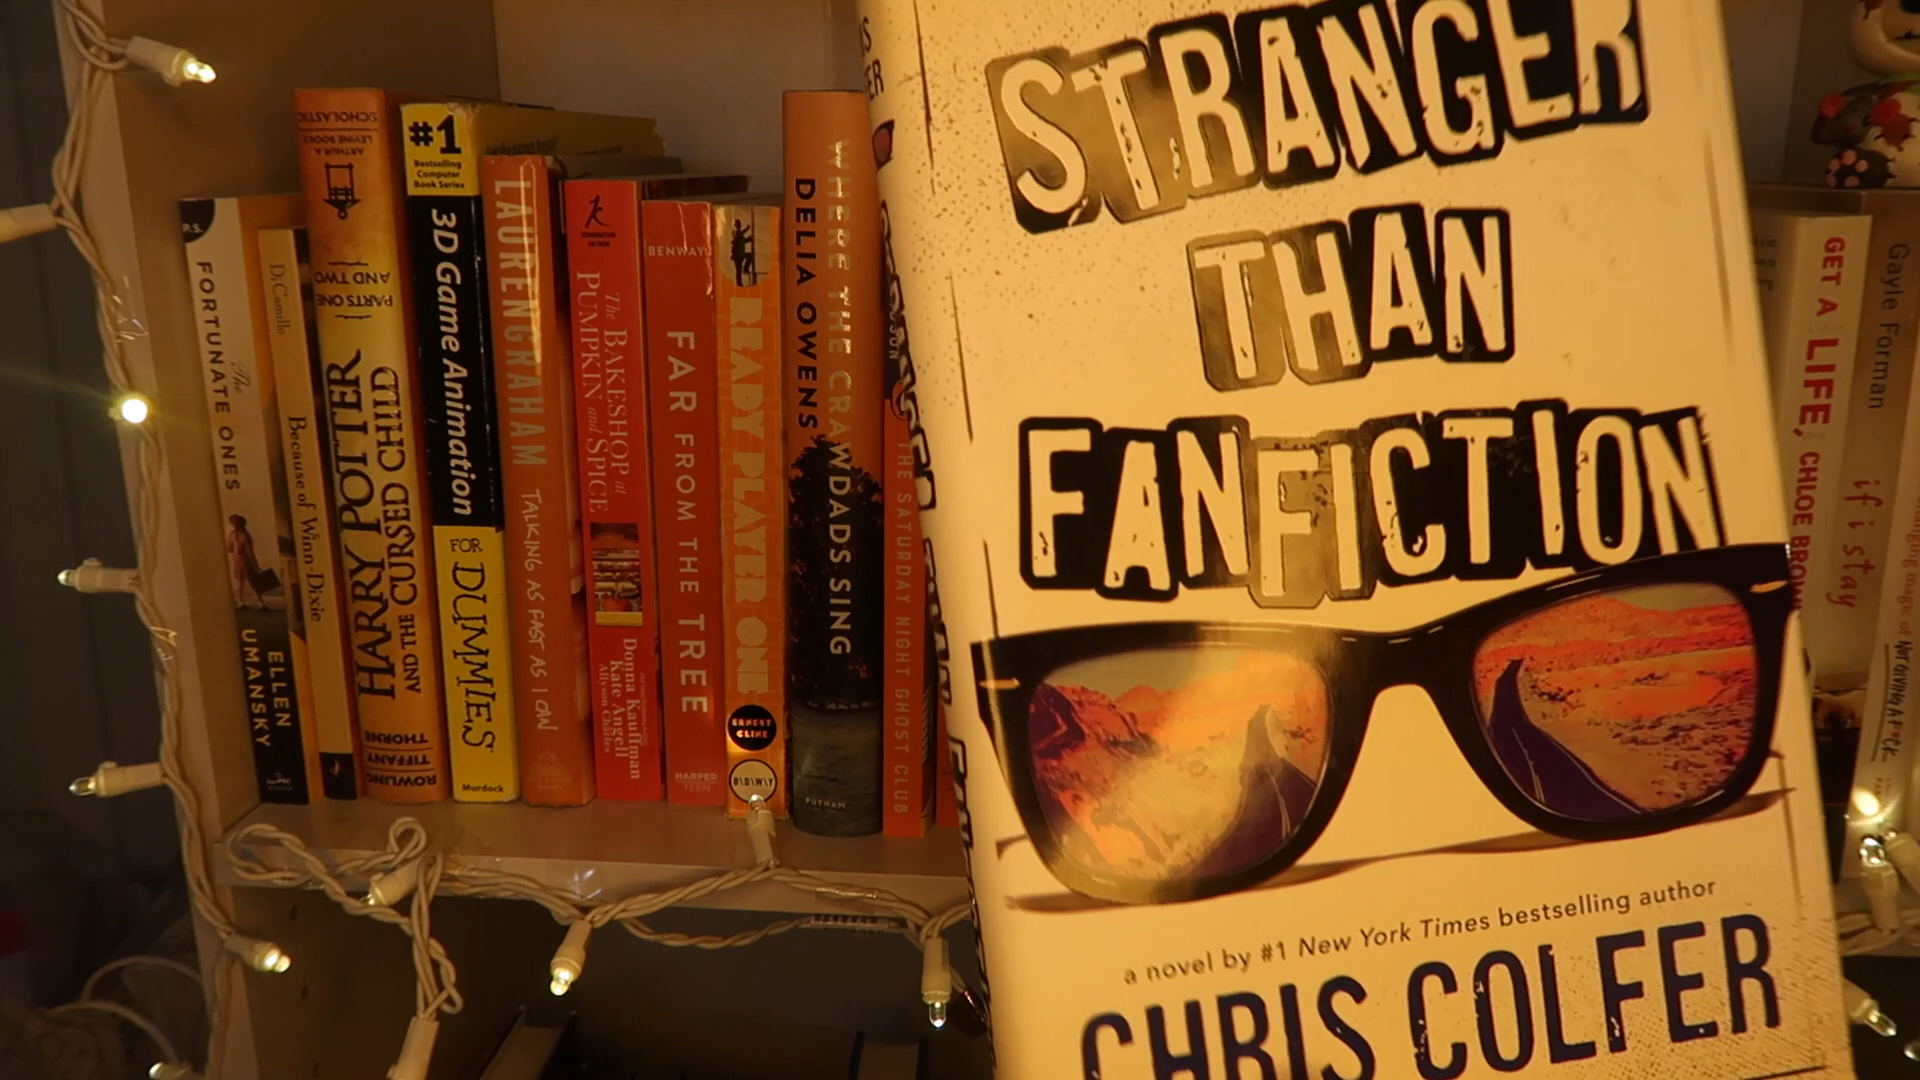 P.S.
The
FORTUNATE ONES
ELLEN
UMANSKY
DiCamillo
Because of Winn-Dixie
SCHOLASTIC
ARTHUR A.
LEVINE BOOKS
PARTS ONE
AND TWO
HARRY POTTER
AND THE CURSED CHILD
ROWLING
TIFFANY
THORNE
#1
Bestselling
Computer
Book Series
3D Game Animation
FOR
DUMMIES
Murdock
LAUREN GRAHAM
TALKING AS FAST AS I CAN
KENSINGTON
FICTION
The BAKESHOP at
PUMPKIN and SPICE
Donna Kauffman
Kate Angell
Allyson Charles
BENWAY
FAR FROM THE TREE
HARPER
TEEN
READY PLAYER ONE
ERNEST
CLINE
B\D\W\Y
DELIA OWENS
WHERE THE CRAWDADS SING
PUTNAM
THE SATURDAY NIGHT GHOST CLUB
STRANGER
THAN
FANFICTION
a novel by #1 New York Times bestselling author
CHRIS COLFER
GET A LIFE, CHLOE BROWN
Gayle Forman
if i stay